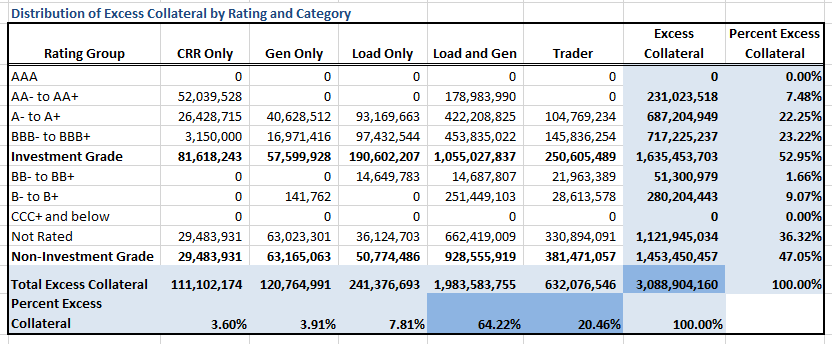 Distribution of Excess Collateral by Rating and Category
Excess Percent Excess
Rating Group CRR Only Gen Only Load Only Load and Gen Trader Collateral Collateral
AAA 0 0 0 0 0 0 0.00%
AA- to AA+ 52,039,528 0 0 178,983,990 0 231,023,518 7.48%
A- to A+ 26,428,715 40,628,512 93,169,663 422,208,825 104,769,234 687,204,949 22.25%
BBB- to BBB+ 3,150,000 16,971,416 97,432,544 453,835,022 145,836,254 717,225,237 23.22%
Investment Grade 81,618,243 57,599,928 190,602,207 1,055,027,837 250,605,489 1,635,453,703 52.95%
BB- to BB+ 0 0 14,649,783 14,687,807 21,963,389 51,300,979 1.66%
B- to B+ 0 141,762 0 251,449,103 28,613,578 280,204,443 9.07%
CCC+ and below 0 0 0 0 0 0 0.00%
Not Rated 29,483,931 63,023,301 36,124,703 662,419,009 330,894,091 1,121,945,034 36.32%
Non-Investment Grade 29,483,931 63,165,063 50,774,486 928,555,919 381,471,057 1,453,450,457 47.05%
Total Excess Collateral 111,102,174 120,764,991 241,376,693 1,983,583,755 632,076,546 3,088,904,160 100.00%
Percent Excess
Collateral 3.60% 3.91% 7.81% 64.22% 20.46% 100.00%